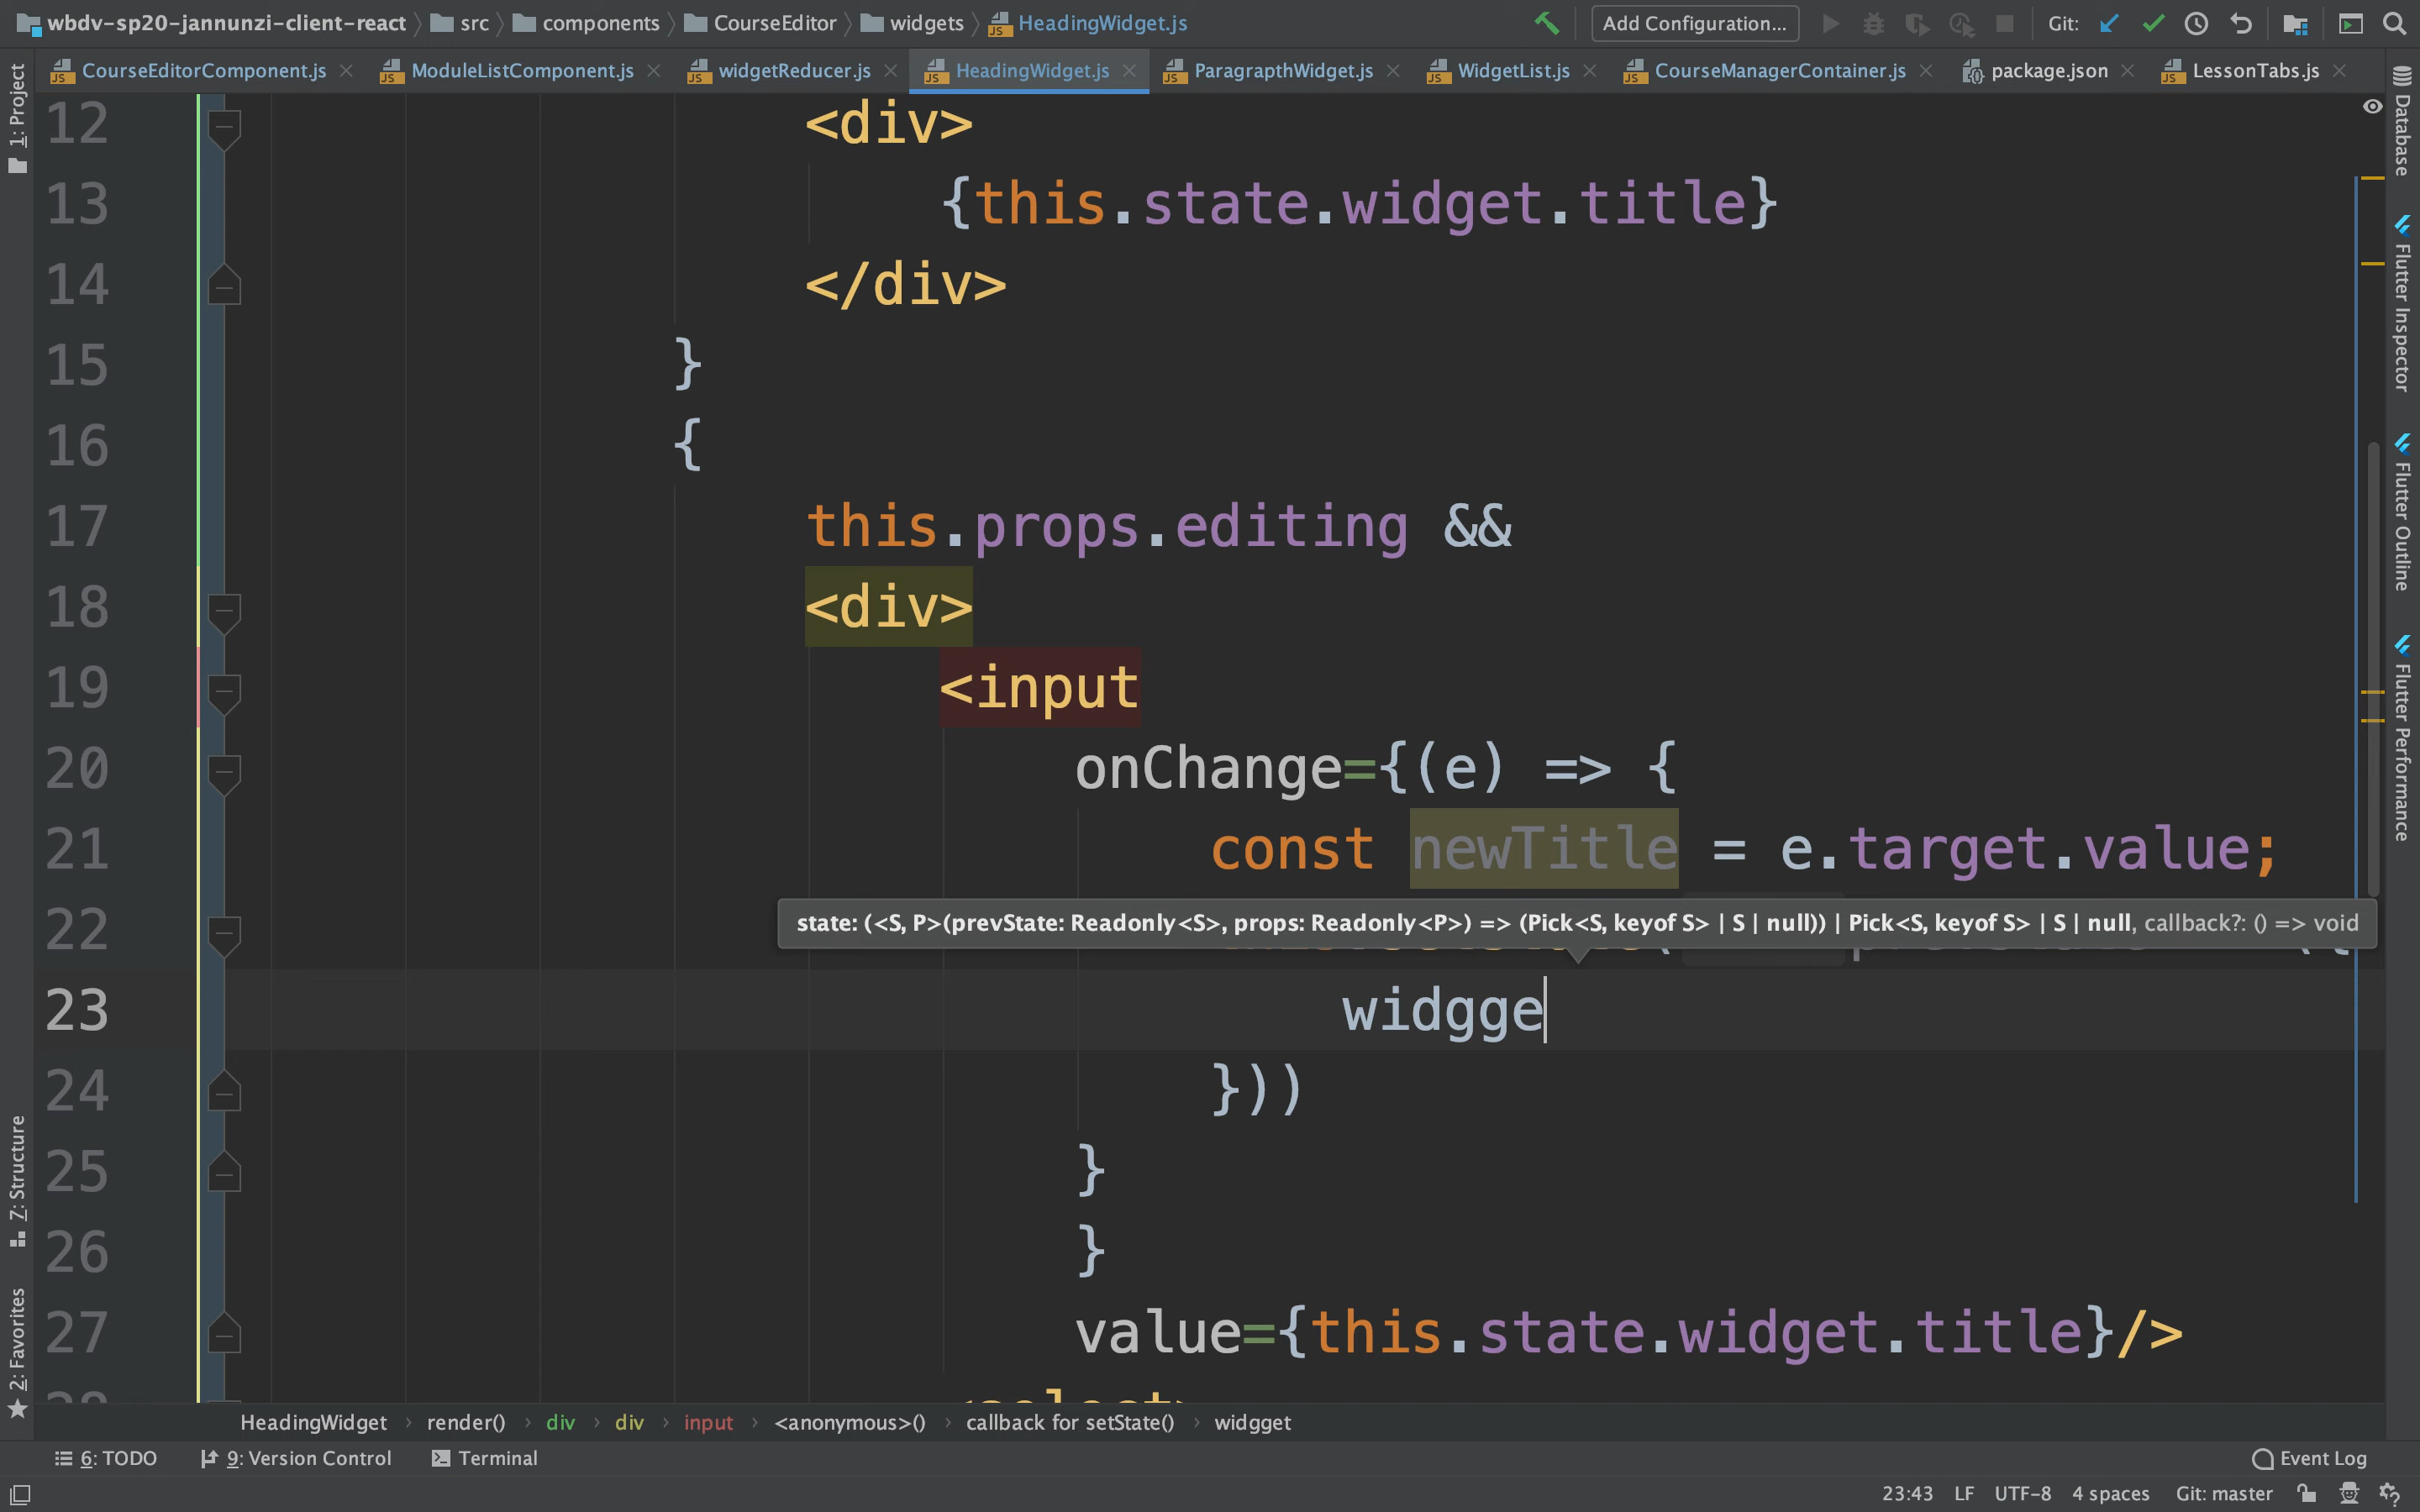 wbdv-sp20-jannunzi-client-react src components CourseEditor widgets HeadingWidget.js Add Configuration... Git:
CourseEditorComponent.js ModuleListComponent.js widgetReducer.js HeadingWidget.js ParagrapthWidget.js WidgetList.js CourseManagerContainer.js package.json LessonTabs.js
1: Project
7: Structure
2: Favorites
12 <div>
13 {this.state.widget.title}
14 </div>
15 }
16 {
17 this.props.editing &&
18 <div>
19 <input
20 onChange={(e) => {
21 const newTitle = e.target.value;
state: (<S, P>(prevState: Readonly<S>, props: Readonly<P>) => (Pick<S, keyof S> | S | null)) | Pick<S, keyof S> | S | null, callback?: () => void
22
23 widgge
24 }))
25 }
26 }
27 value={this.state.widget.title}/>
Database
Flutter Inspector
Flutter Outline
Flutter Performance
HeadingWidget render() div div input <anonymous>() callback for setState() widgget
6: TODO 9: Version Control Terminal Event Log
23:43 LF UTF-8 4 spaces Git: master